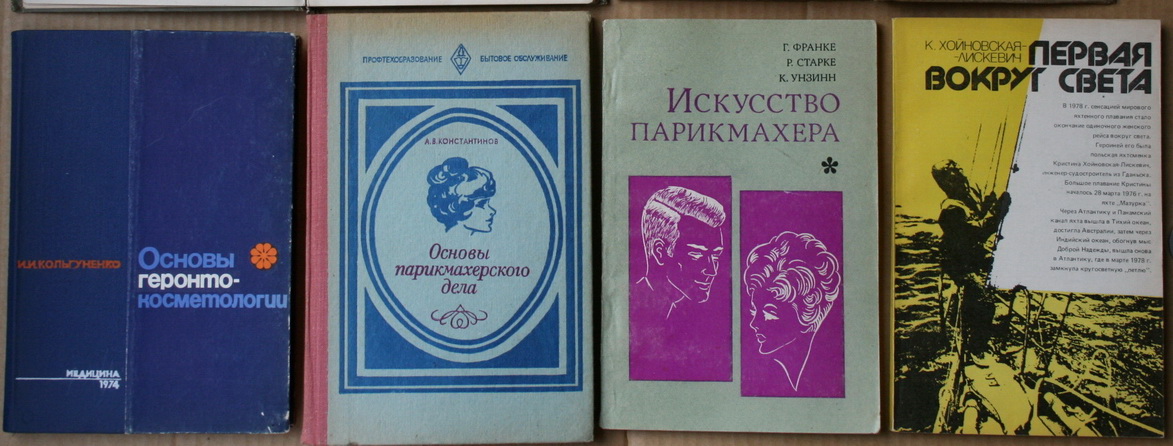 И.И.КОЛЬГУНЕНКО
Основы
геронто-
косметологии
МЕДИЦИНА
1974
ПРОФТЕХОБРАЗОВАНИЕ БЫТОВОЕ ОБСЛУЖИВАНИЕ
А.В.КОНСТАНТИНОВ
Основы
парикмахерского
дела
Г. ФРАНКЕ
Р. СТАРКЕ
К. УНЗИНН
ИСКУССТВО
ПАРИКМАХЕРА
К. ХОЙНОВСКАЯ-
ЛИСКЕВИЧ
ПЕРВАЯ
ВОКРУГ СВЕТА
В 1978 г. сенсацией мирового
яхтенного плавания стало
окончание одиночного женского
рейса вокруг света.
Героиней его была
польская яхтсменка
Кристина Хойновская-Лискевич,
инженер-судостроитель из Гданьска.
Большое плавание Кристины
началось 28 марта 1976 г. на
яхте „Мазурка".
Через Атлантику и Панамский
канал яхта вышла в Тихий океан,
достигла Австралии, затем через
Индийский океан, обогнув мыс
Доброй Надежды, вышла снова
в Атлантику, где в марте 1978 г.
замкнула кругосветную „петлю".